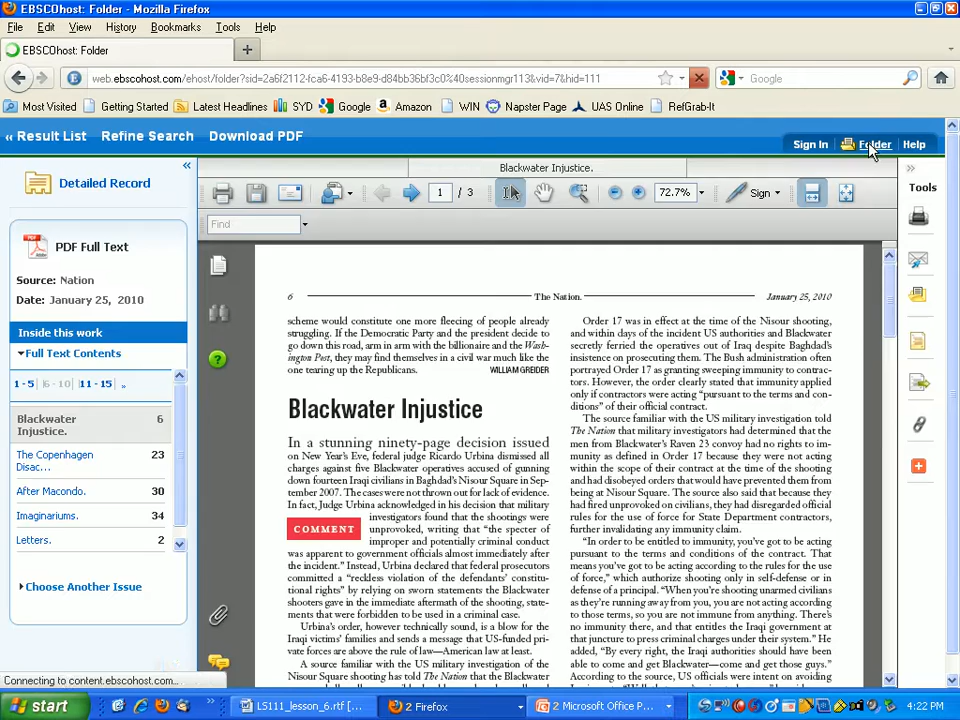 EBSCOhost: Folder - Mozilla Firefox
File Edit View History Bookmarks Tools Help
EBSCOhost: Folder
web.ebscohost.com/ehost/folder?sid=2a6f2112-fca6-4193-b8e9-d84bb36bf3c0%40sessionmgr113&vid=7&hid=111
Google
Most Visited Getting Started Latest Headlines SYD Google Amazon WIN Napster Page UAS Online RefGrab-It
« Result List Refine Search Download PDF
Sign In Folder Help
«
Detailed Record
PDF Full Text
Source: Nation
Date: January 25, 2010
Inside this work
Full Text Contents
1 - 5 | 6 - 10 | 11 - 15 »
Blackwater Injustice. 6
The Copenhagen Disac... 23
After Macondo. 30
Imaginariums. 34
Letters. 2
Choose Another Issue
Blackwater Injustice.
1 / 3
72.7%
Sign
Find
6 The Nation. January 25, 2010
scheme would constitute one more fleecing of people already
struggling. If the Democratic Party and the president decide to
go down this road, arm in arm with the billionaire and the Wash-
ington Post, they may find themselves in a civil war much like the
one tearing up the Republicans. WILLIAM GREIDER
Blackwater Injustice
In a stunning ninety-page decision issued
on New Year's Eve, federal judge Ricardo Urbina dismissed all
charges against five Blackwater operatives accused of gunning
down fourteen Iraqi civilians in Baghdad's Nisour Square in Sep-
tember 2007. The cases were not thrown out for lack of evidence.
In fact, Judge Urbina acknowledged in his decision that military
COMMENT
investigators found that the shootings were
unprovoked, writing that "the specter of
improper and potentially criminal conduct
was apparent to government officials almost immediately after
the incident." Instead, Urbina declared that federal prosecutors
committed a "reckless violation of the defendants' constitu-
tional rights" by relying on sworn statements the Blackwater
shooters gave in the immediate aftermath of the shooting, state-
ments that were forbidden to be used in a criminal case.
Urbina's order, however technically sound, is a blow for the
Iraqi victims' families and sends a message that US-funded pri-
vate forces are above the rule of law—American law at least.
A source familiar with the US military investigation of the
Nisour Square shooting has told The Nation that the Blackwater
Order 17 was in effect at the time of the Nisour shooting,
and within days of the incident US authorities and Blackwater
secretly ferried the operatives out of Iraq despite Baghdad's
insistence on prosecuting them. The Bush administration often
portrayed Order 17 as granting sweeping immunity to contrac-
tors. However, the order clearly stated that immunity applied
only if contractors were acting "pursuant to the terms and con-
ditions" of their official contract.
The source familiar with the US military investigation told
The Nation that military investigators had determined that the
men from Blackwater's Raven 23 convoy had no rights to im-
munity as defined in Order 17 because they were not acting
within the scope of their contract at the time of the shooting
and had disobeyed orders that would have prevented them from
being at Nisour Square. The source also said that because they
had fired unprovoked on civilians, they had disregarded official
rules for the use of force for State Department contractors,
further invalidating any immunity claim.
"In order to be entitled to immunity, you've got to be acting
pursuant to the terms and conditions of the contract. That
means you've got to be acting according to the rules for the use
of force," which authorize shooting only in self-defense or in
defense of a principal. "When you're shooting unarmed civilians
as they're running away from you, you are not acting according
to those terms, so you are not immune from anything. There's
no immunity there, and that entitles the Iraqi government at
that juncture to press criminal charges under their system." He
added, "By every right, the Iraqi authorities should have been
able to come and get Blackwater—come and get those guys."
According to the source, US officials were intent on avoiding
»
Tools
Connecting to content.ebscohost.com...
start
LS111_lesson_6.rtf [...
2 Firefox
2 Microsoft Office P...
4:22 PM